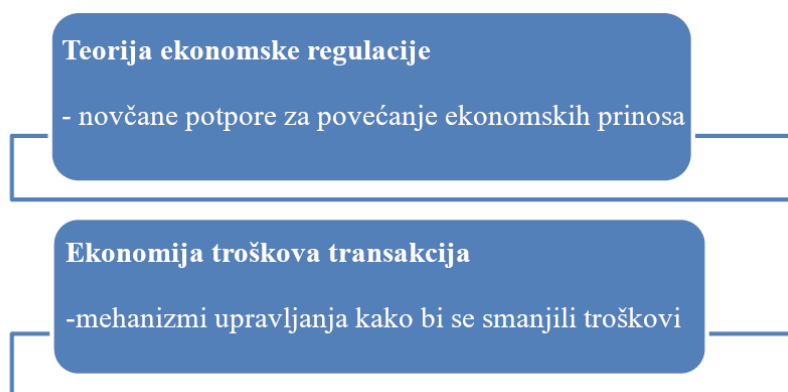 Teorija ekonomske regulacije
- novčane potpore za povećanje ekonomskih prinosa
Ekonomija troškova transakcija
-mehanizmi upravljanja kako bi se smanjili troškovi